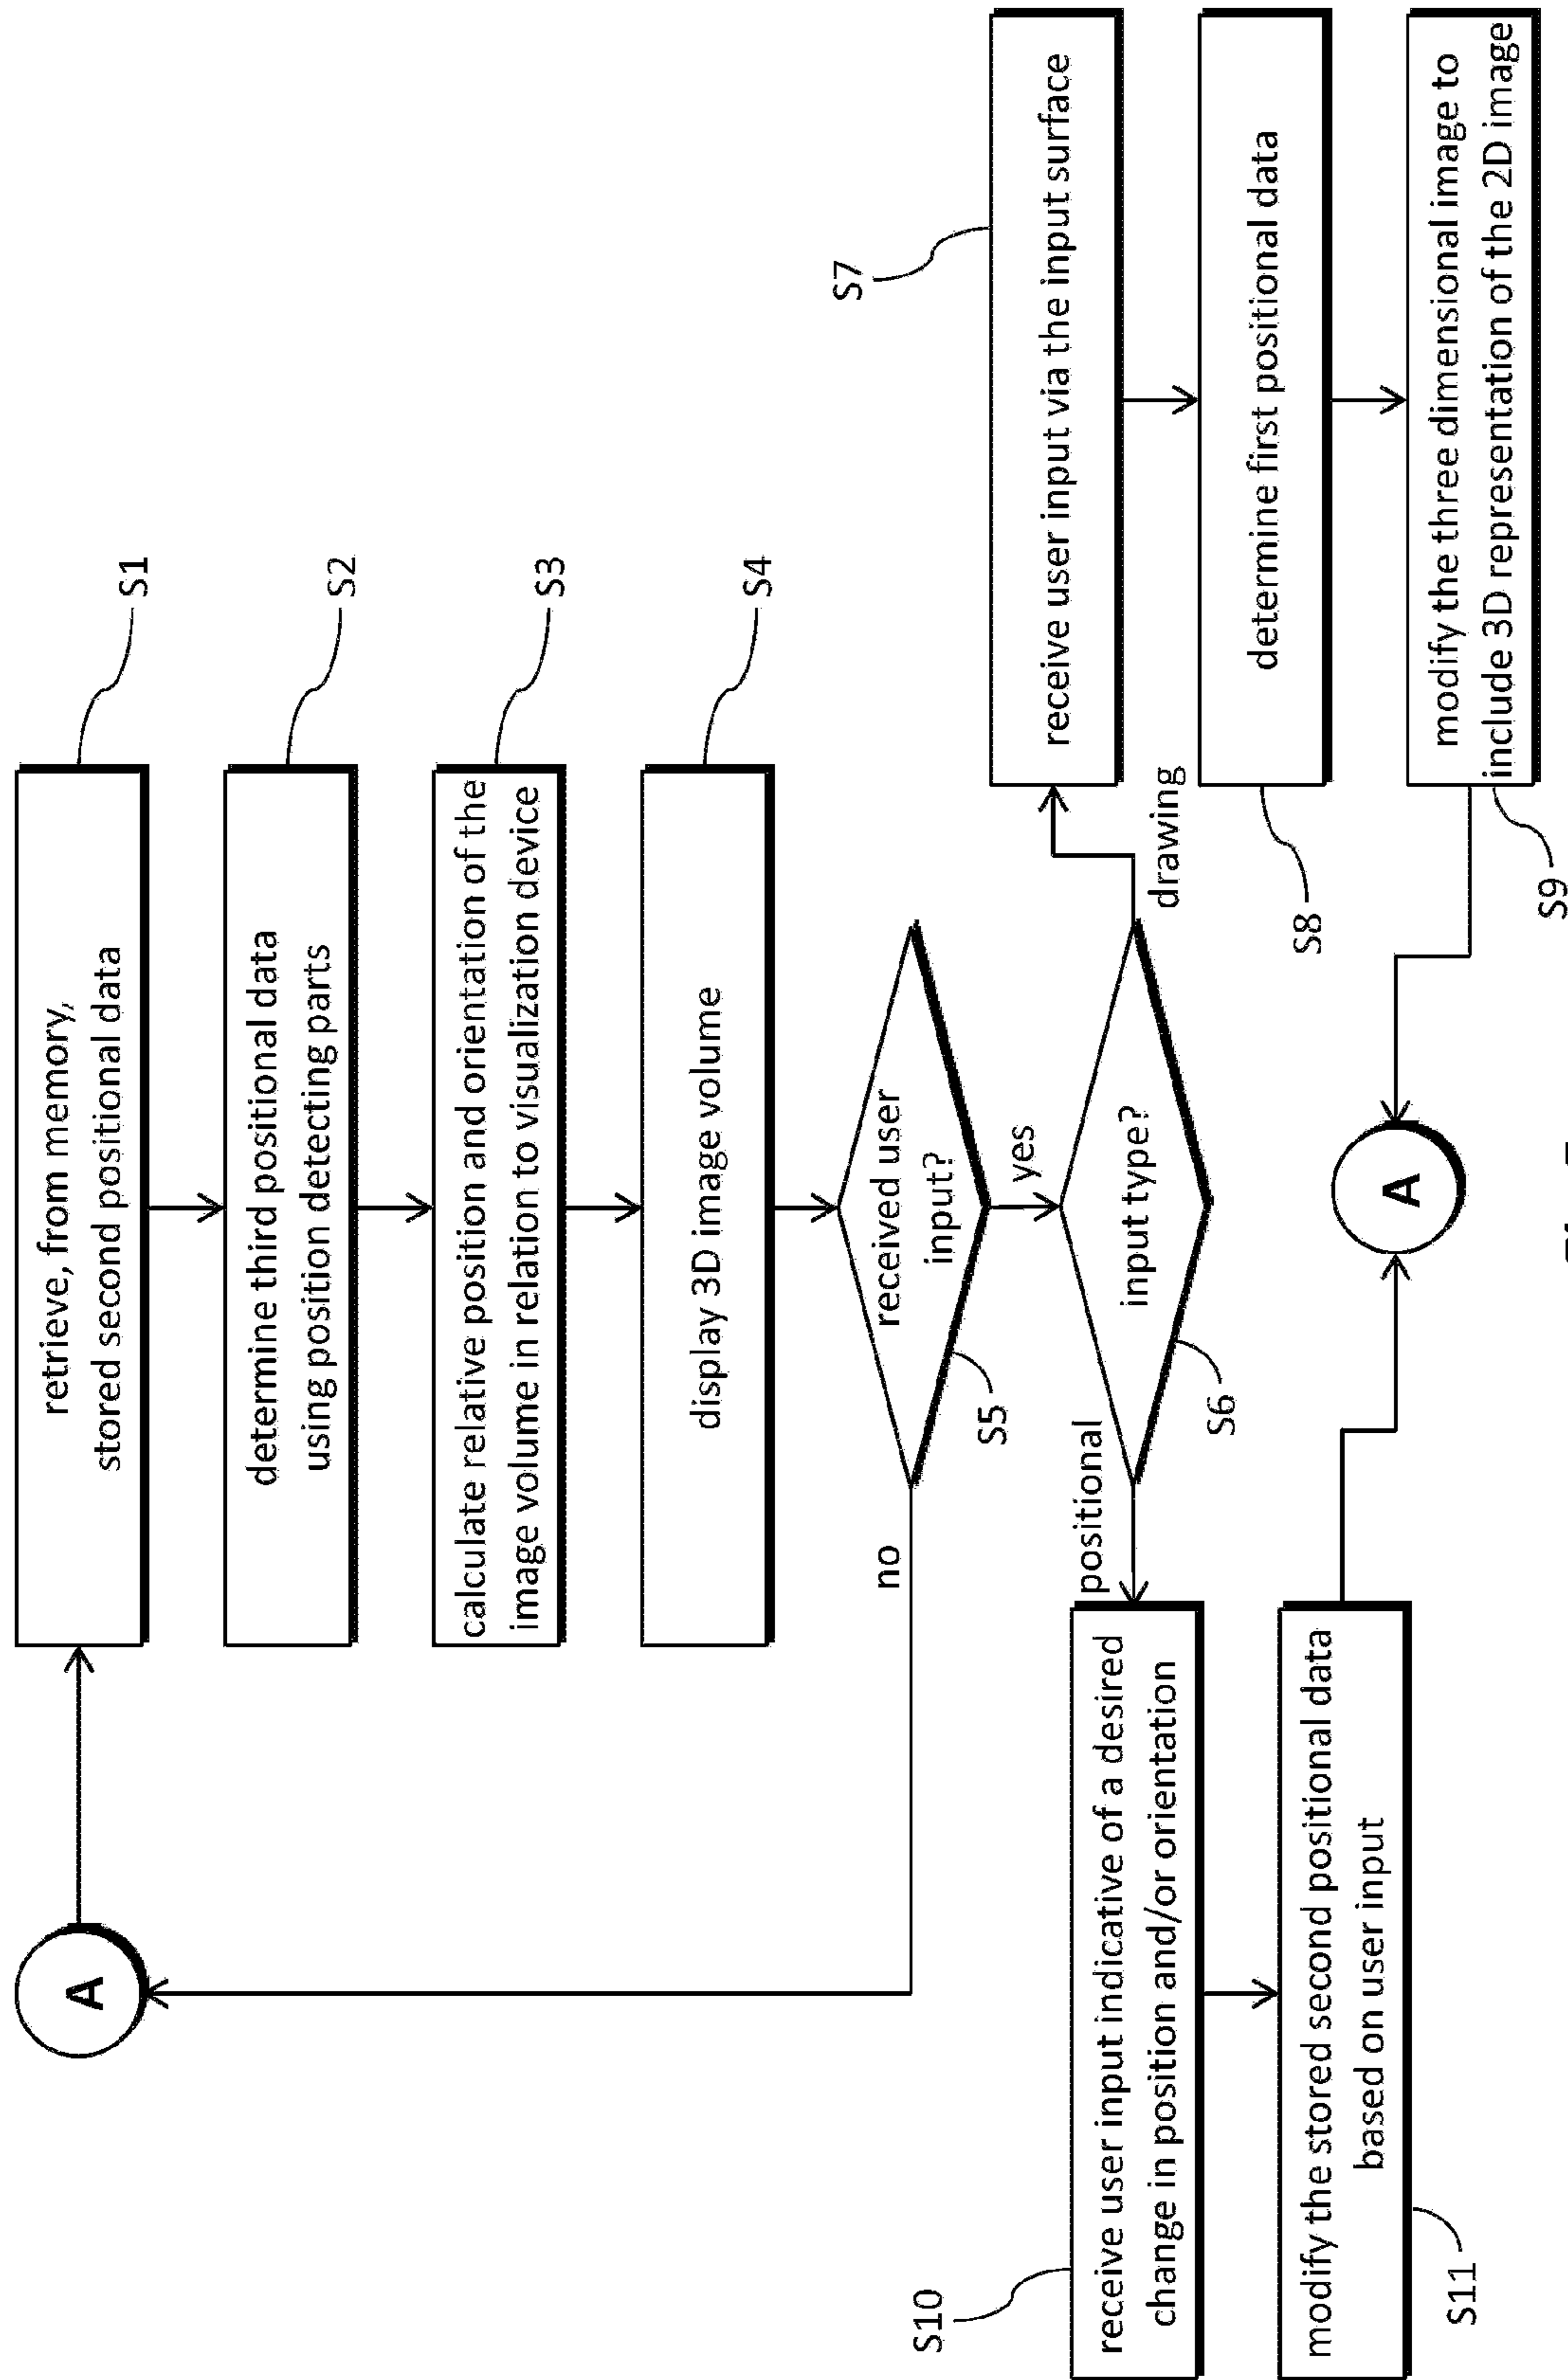 A
retrieve, from memory,
stored second positional data
S1
determine third positional data
using position detecting parts
S2
calculate relative position and orientation of the
image volume in relation to visualization device
S3
display 3D image volume
S4
received user
input?
S5
no
yes
input type?
S6
positional
drawing
S7
receive user input via the input surface
determine first positional data
S8
modify the three dimensional image to
include 3D representation of the 2D image
S9
S10
receive user input indicative of a desired
change in position and/or orientation
modify the stored second positional data
based on user input
S11
A